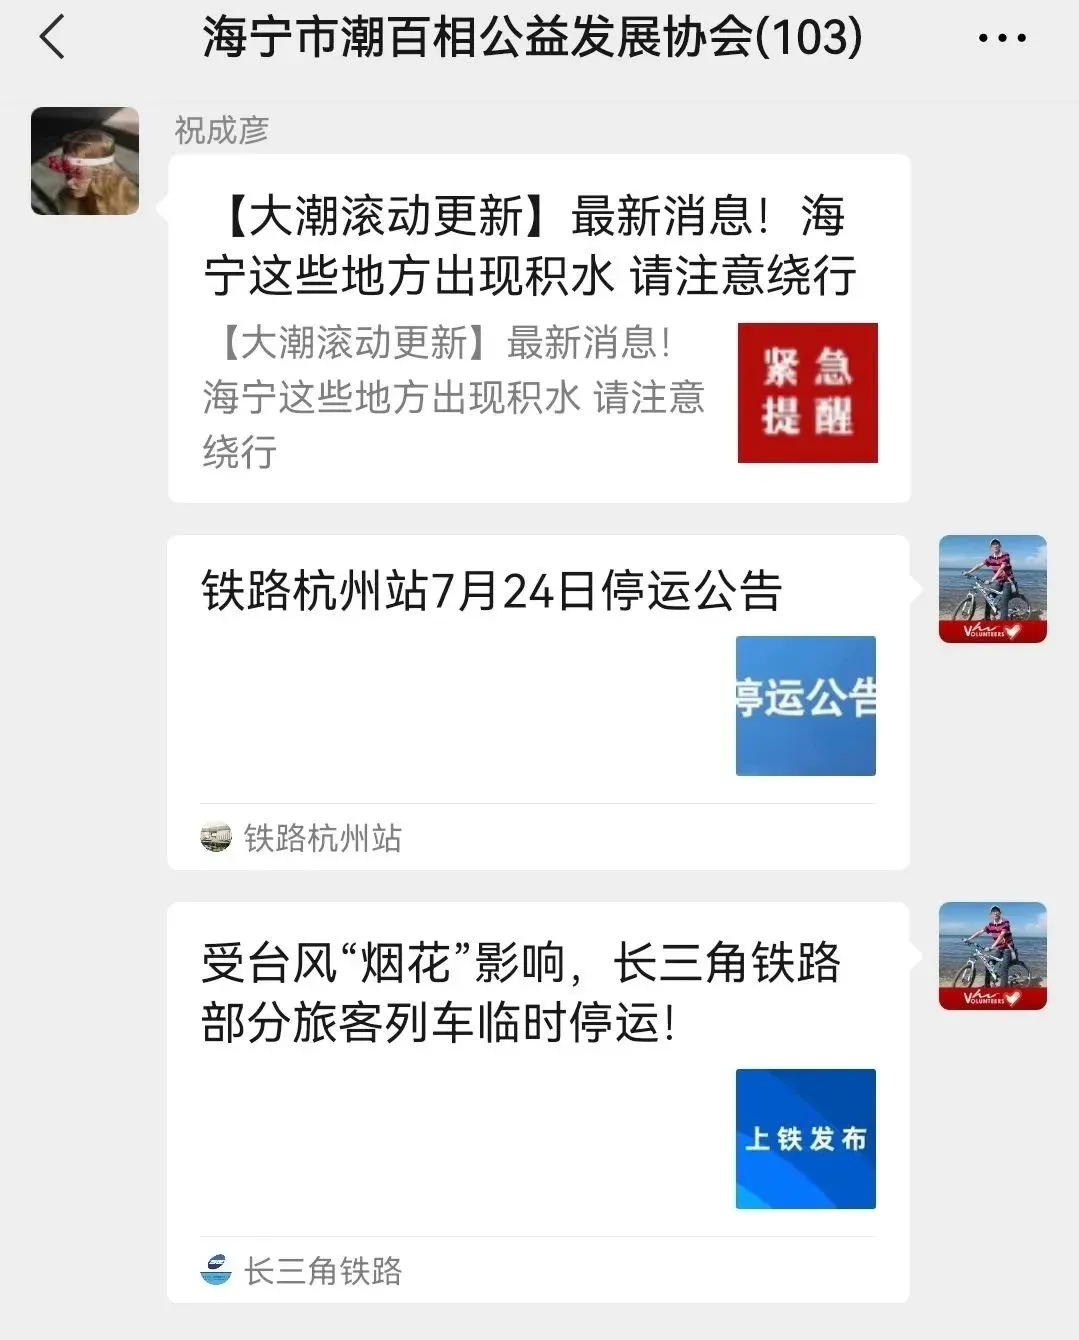 海宁市潮百相公益发展协会(103)
祝成彦
【大潮滚动更新】最新消息！海
宁这些地方出现积水 请注意绕行
【大潮滚动更新】最新消息！
海宁这些地方出现积水 请注意
绕行
紧急
提醒
铁路杭州站7月24日停运公告
停运公告
铁路杭州站
VOLUNTEERS
受台风“烟花”影响，长三角铁路
部分旅客列车临时停运！
上铁发布
长三角铁路
VOLUNTEERS